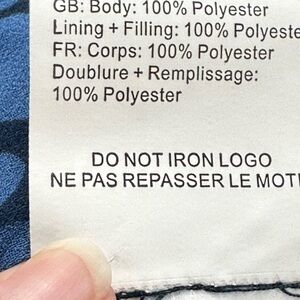 GB: Body: 100% Polyester
Lining + Filling: 100% Polyeste
FR: Corps: 100% Polyester
Doublure + Remplissage:
100% Polyester
DO NOT IRON LOGO
NE PAS REPASSER LE MOTI